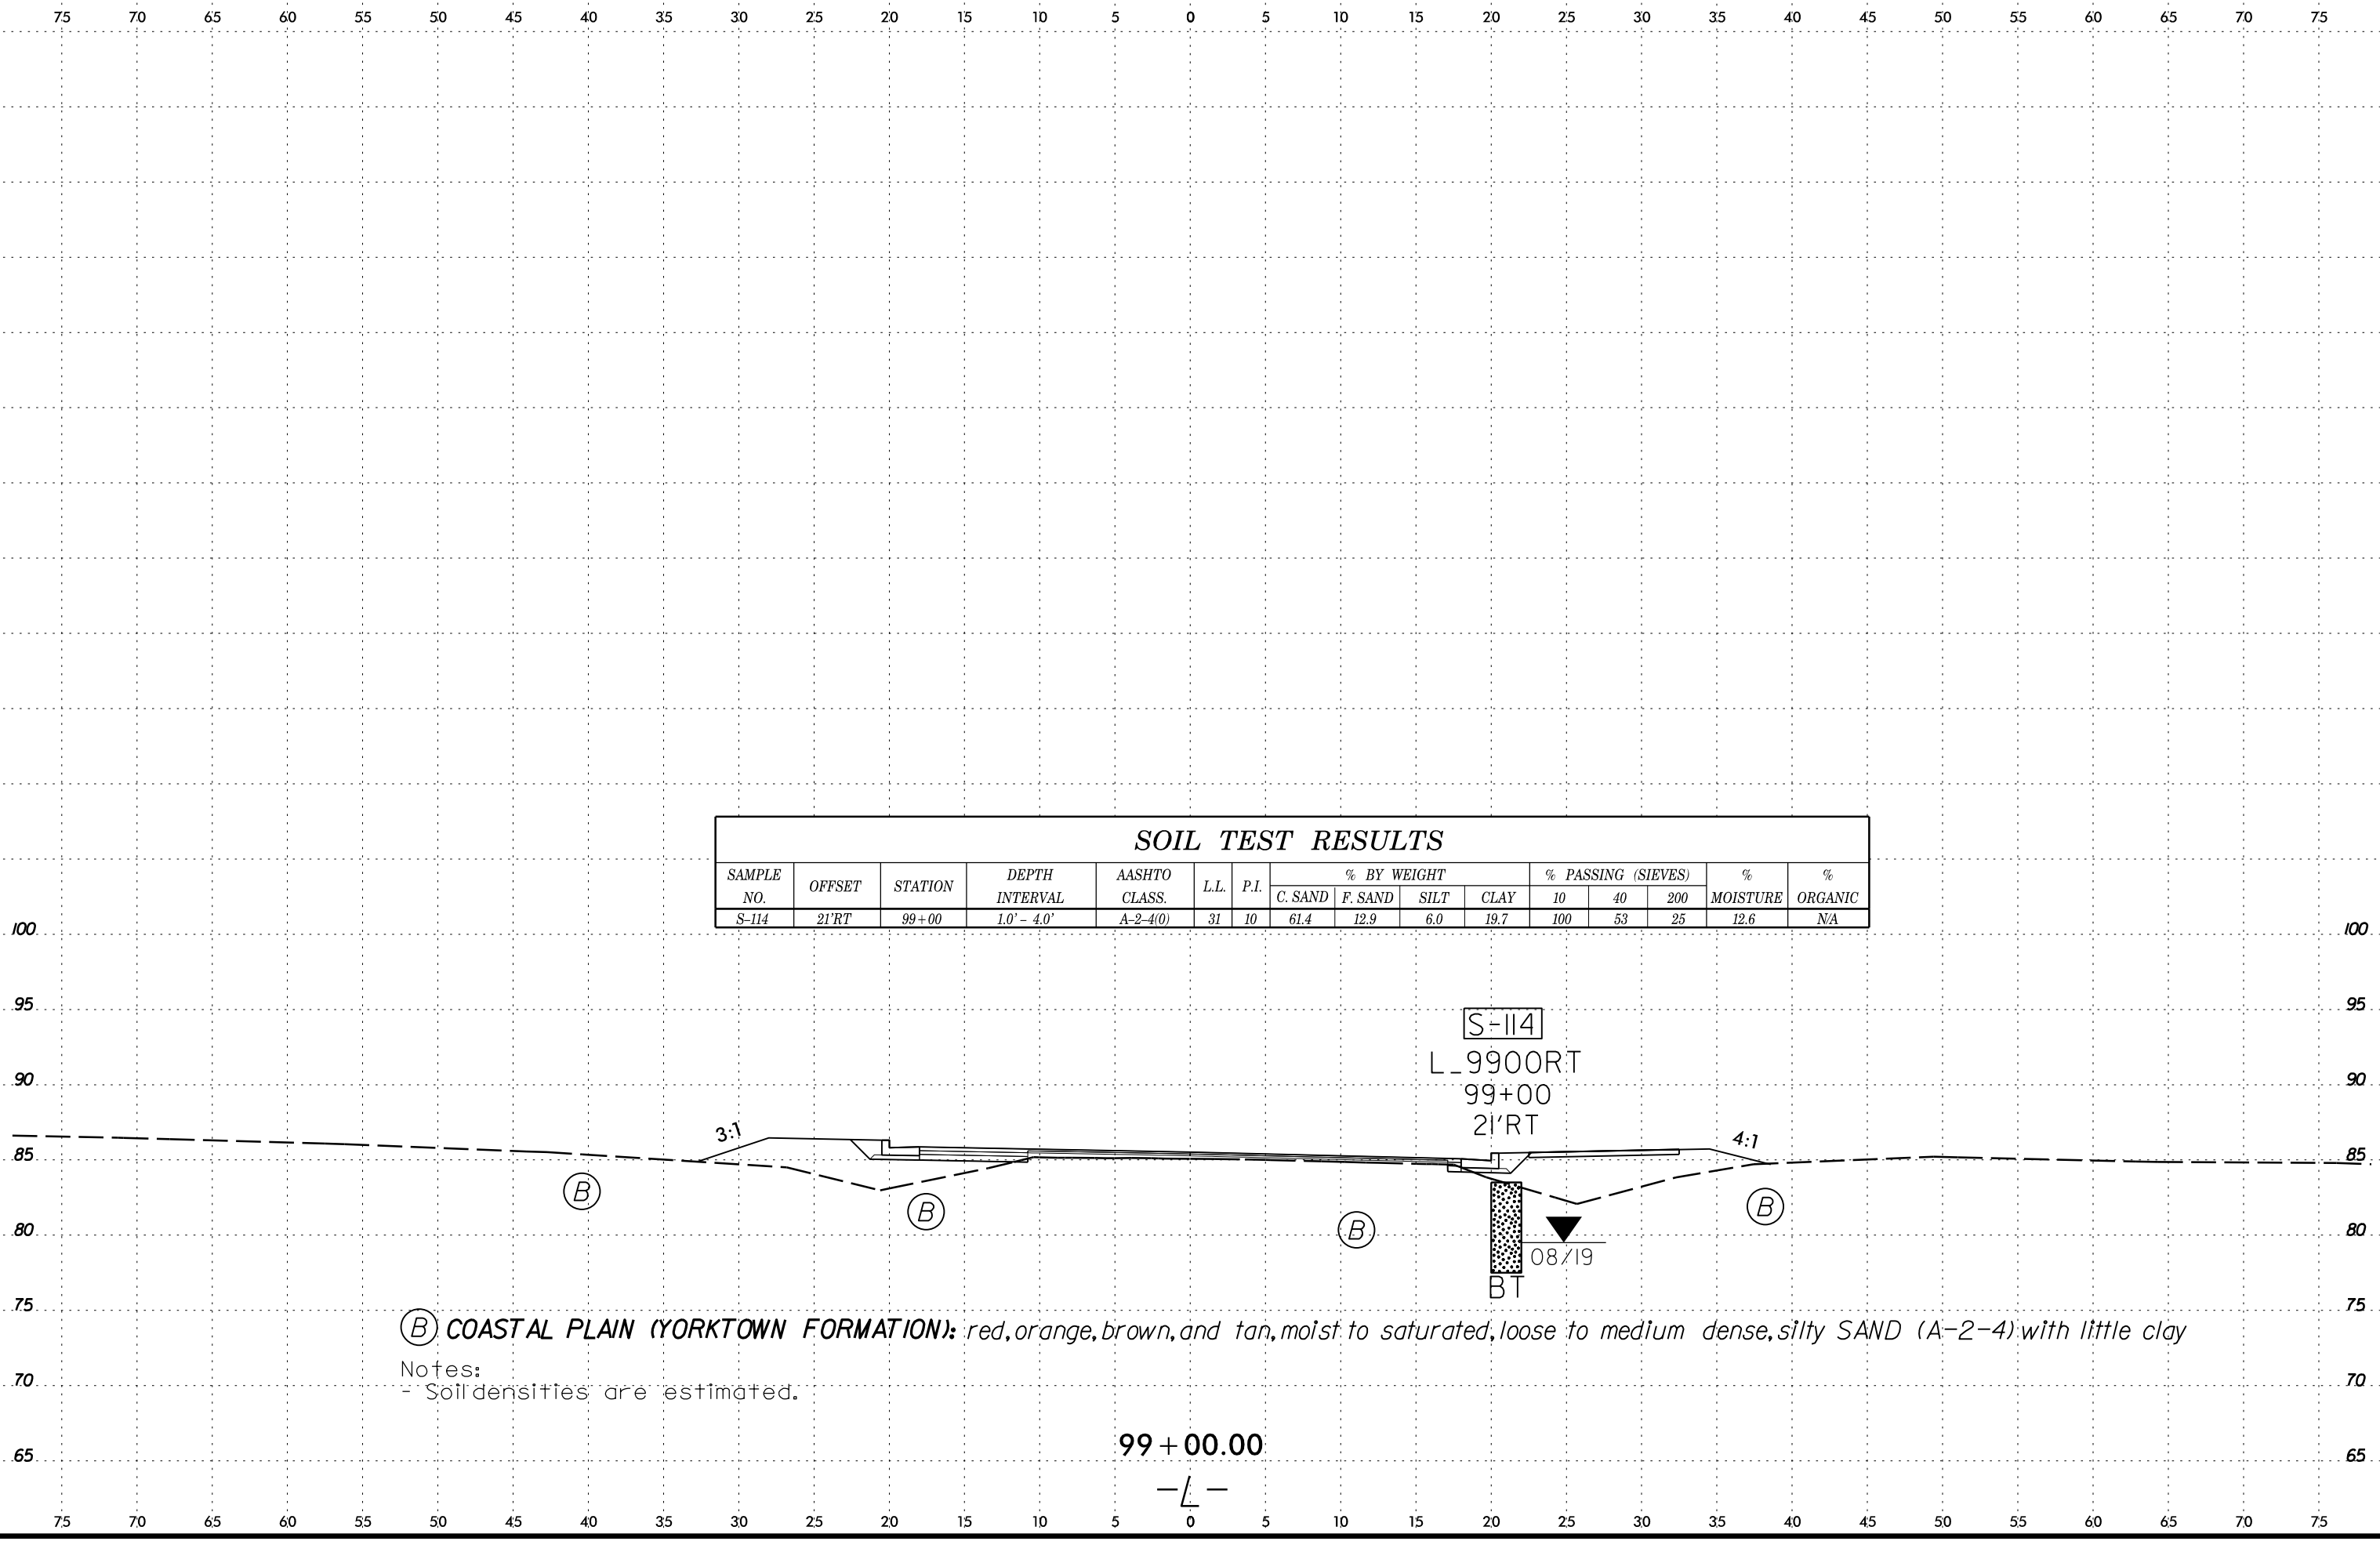 75 70 65 60 55 50 45 40 35 30 25 20 15 10 5 0 5 10 15 20 25 30 35 40 45 50 55 60 65 70 75
SOIL TEST RESULTS
SAMPLE NO. OFFSET STATION DEPTH INTERVAL AASHTO CLASS. L.L. P.I. % BY WEIGHT % PASSING (SIEVES) % MOISTURE % ORGANIC
C. SAND F. SAND SILT CLAY 10 40 200
S-114 21'RT 99+00 1.0' - 4.0' A-2-4(0) 31 10 61.4 12.9 6.0 19.7 100 53 25 12.6 N/A
100 100
95 95
S-114
L_9900RT
90 90
99+00
21'RT
3:1 4:1
85 85
B B B B
80 80
08/19
BT
75 75
B COASTAL PLAIN (YORKTOWN FORMATION): red, orange, brown, and tan, moist to saturated, loose to medium dense, silty SAND (A-2-4) with little clay
Notes:
70 70
- Soil densities are estimated.
99+00.00
65 65
-L-
75 70 65 60 55 50 45 40 35 30 25 20 15 10 5 0 5 10 15 20 25 30 35 40 45 50 55 60 65 70 75